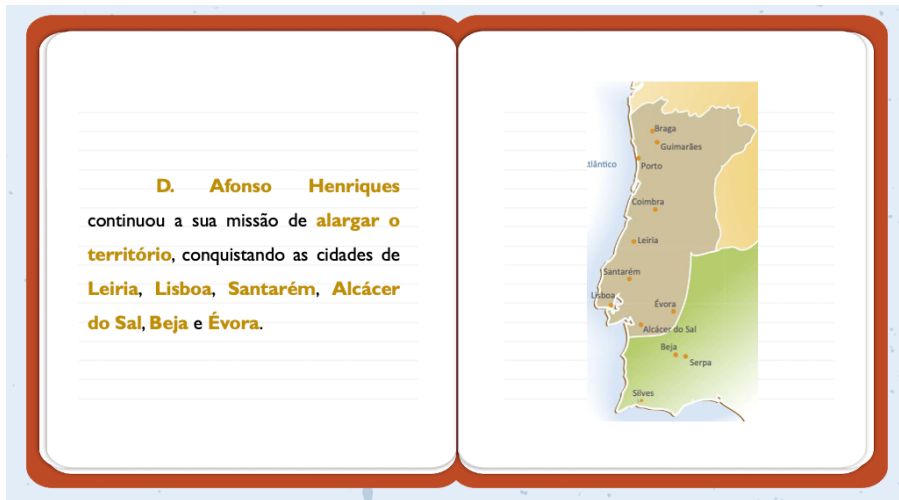 D. Afonso Henriques
continuou a sua missão de alargar o
território, conquistando as cidades de
Leiria, Lisboa, Santarém, Alcácer
do Sal, Beja e Évora.
Braga
Guimarães
tlântico
Porto
Coimbra
Leiria
Santarém
Lisboa
Évora
Alcácer do Sal
Beja
Serpa
Silves